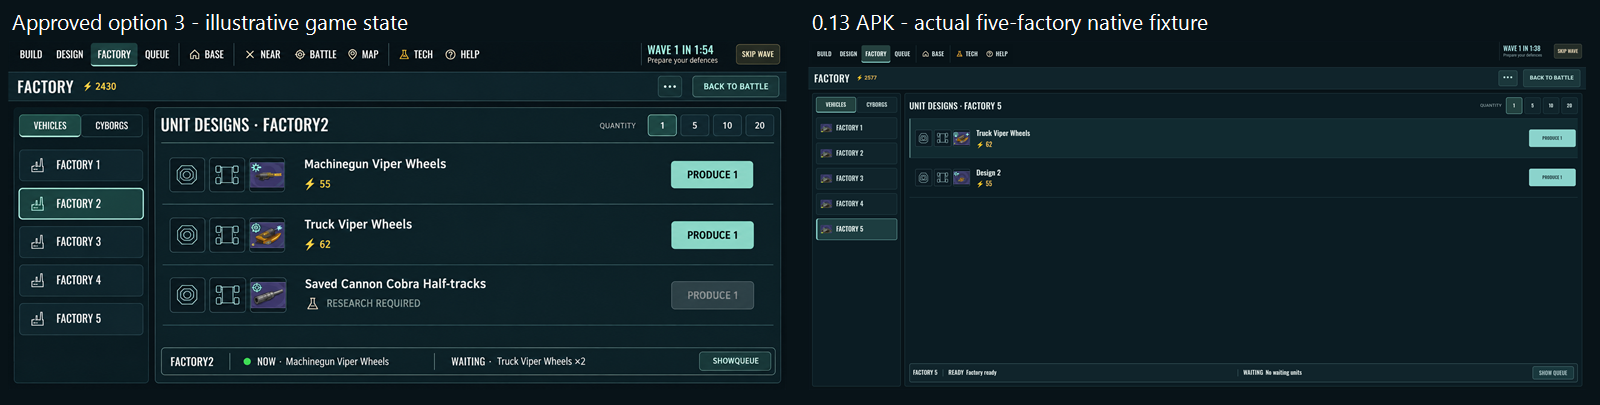 Approved option 3 - illustrative game state
BUILD DESIGN FACTORY QUEUE BASE NEAR BATTLE MAP TECH HELP
WAVE 1 IN 1:54
Prepare your defences
SKIP WAVE
FACTORY 2430
••• BACK TO BATTLE
VEHICLES CYBORGS
FACTORY 1
FACTORY 2
FACTORY 3
FACTORY 4
FACTORY 5
UNIT DESIGNS · FACTORY2
QUANTITY 1 5 10 20
Machinegun Viper Wheels
55
PRODUCE 1
Truck Viper Wheels
62
PRODUCE 1
Saved Cannon Cobra Half-tracks
RESEARCH REQUIRED
PRODUCE 1
FACTORY2 NOW · Machinegun Viper Wheels WAITING · Truck Viper Wheels ×2 SHOWQUEUE
0.13 APK - actual five-factory native fixture
BUILD DESIGN FACTORY QUEUE BASE NEAR BATTLE MAP TECH HELP
WAVE 1 IN 1:38
Prepare your defences
SKIP WAVE
FACTORY 2577
••• BACK TO BATTLE
VEHICLES CYBORGS
FACTORY 1
FACTORY 2
FACTORY 3
FACTORY 4
FACTORY 5
UNIT DESIGNS · FACTORY 5
QUANTITY 1 5 10 20
Truck Viper Wheels
62
PRODUCE 1
Design 2
55
PRODUCE 1
FACTORY 5 READY Factory ready WAITING No waiting units SHOW QUEUE